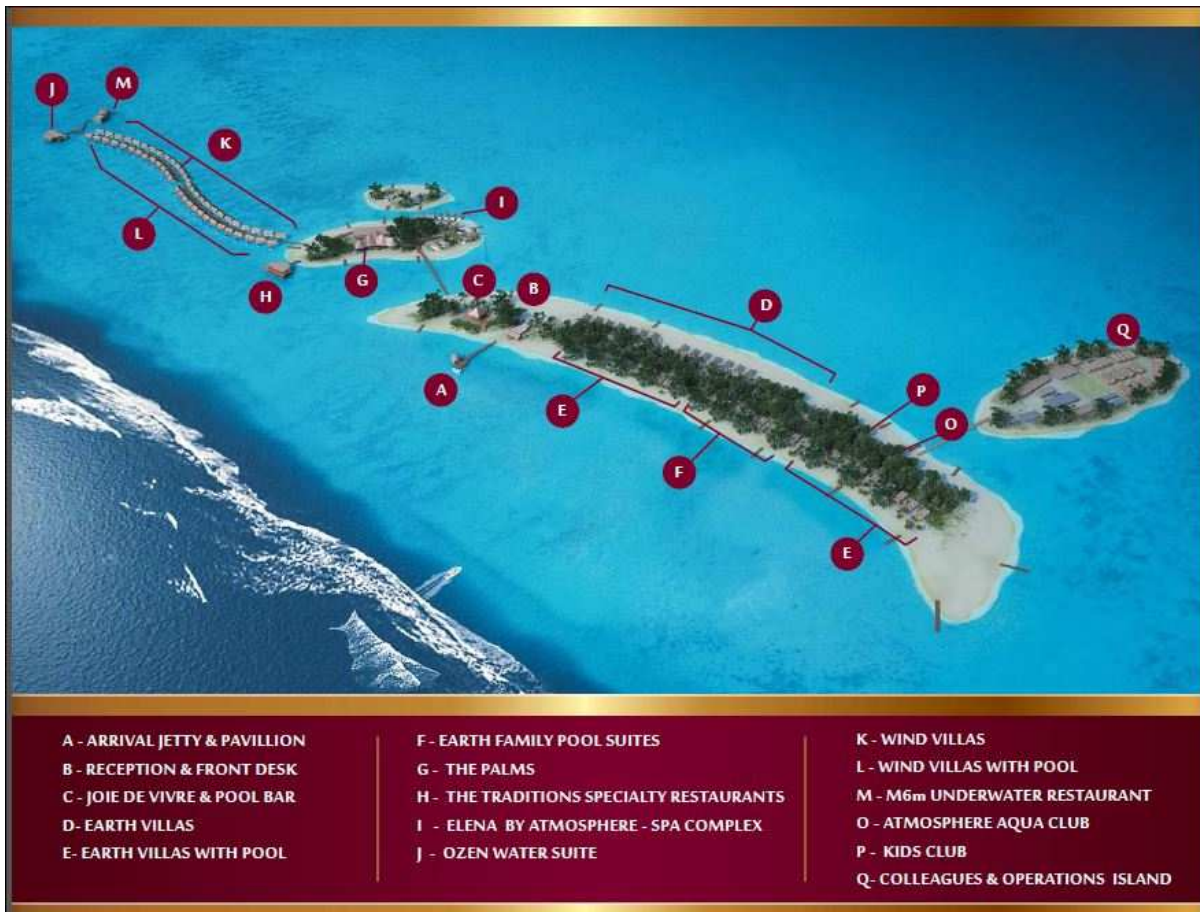 J
M
K
L
I
G
H
C
B
D
A
E
Q
P
O
F
E
A - ARRIVAL JETTY & PAVILLION
B - RECEPTION & FRONT DESK
C - JOIE DE VIVRE & POOL BAR
D- EARTH VILLAS
E- EARTH VILLAS WITH POOL
F - EARTH FAMILY POOL SUITES
G - THE PALMS
H - THE TRADITIONS SPECIALTY RESTAURANTS
I - ELENA BY ATMOSPHERE - SPA COMPLEX
J - OZEN WATER SUITE
K - WIND VILLAS
L - WIND VILLAS WITH POOL
M - M6m UNDERWATER RESTAURANT
O - ATMOSPHERE AQUA CLUB
P - KIDS CLUB
Q- COLLEAGUES & OPERATIONS ISLAND